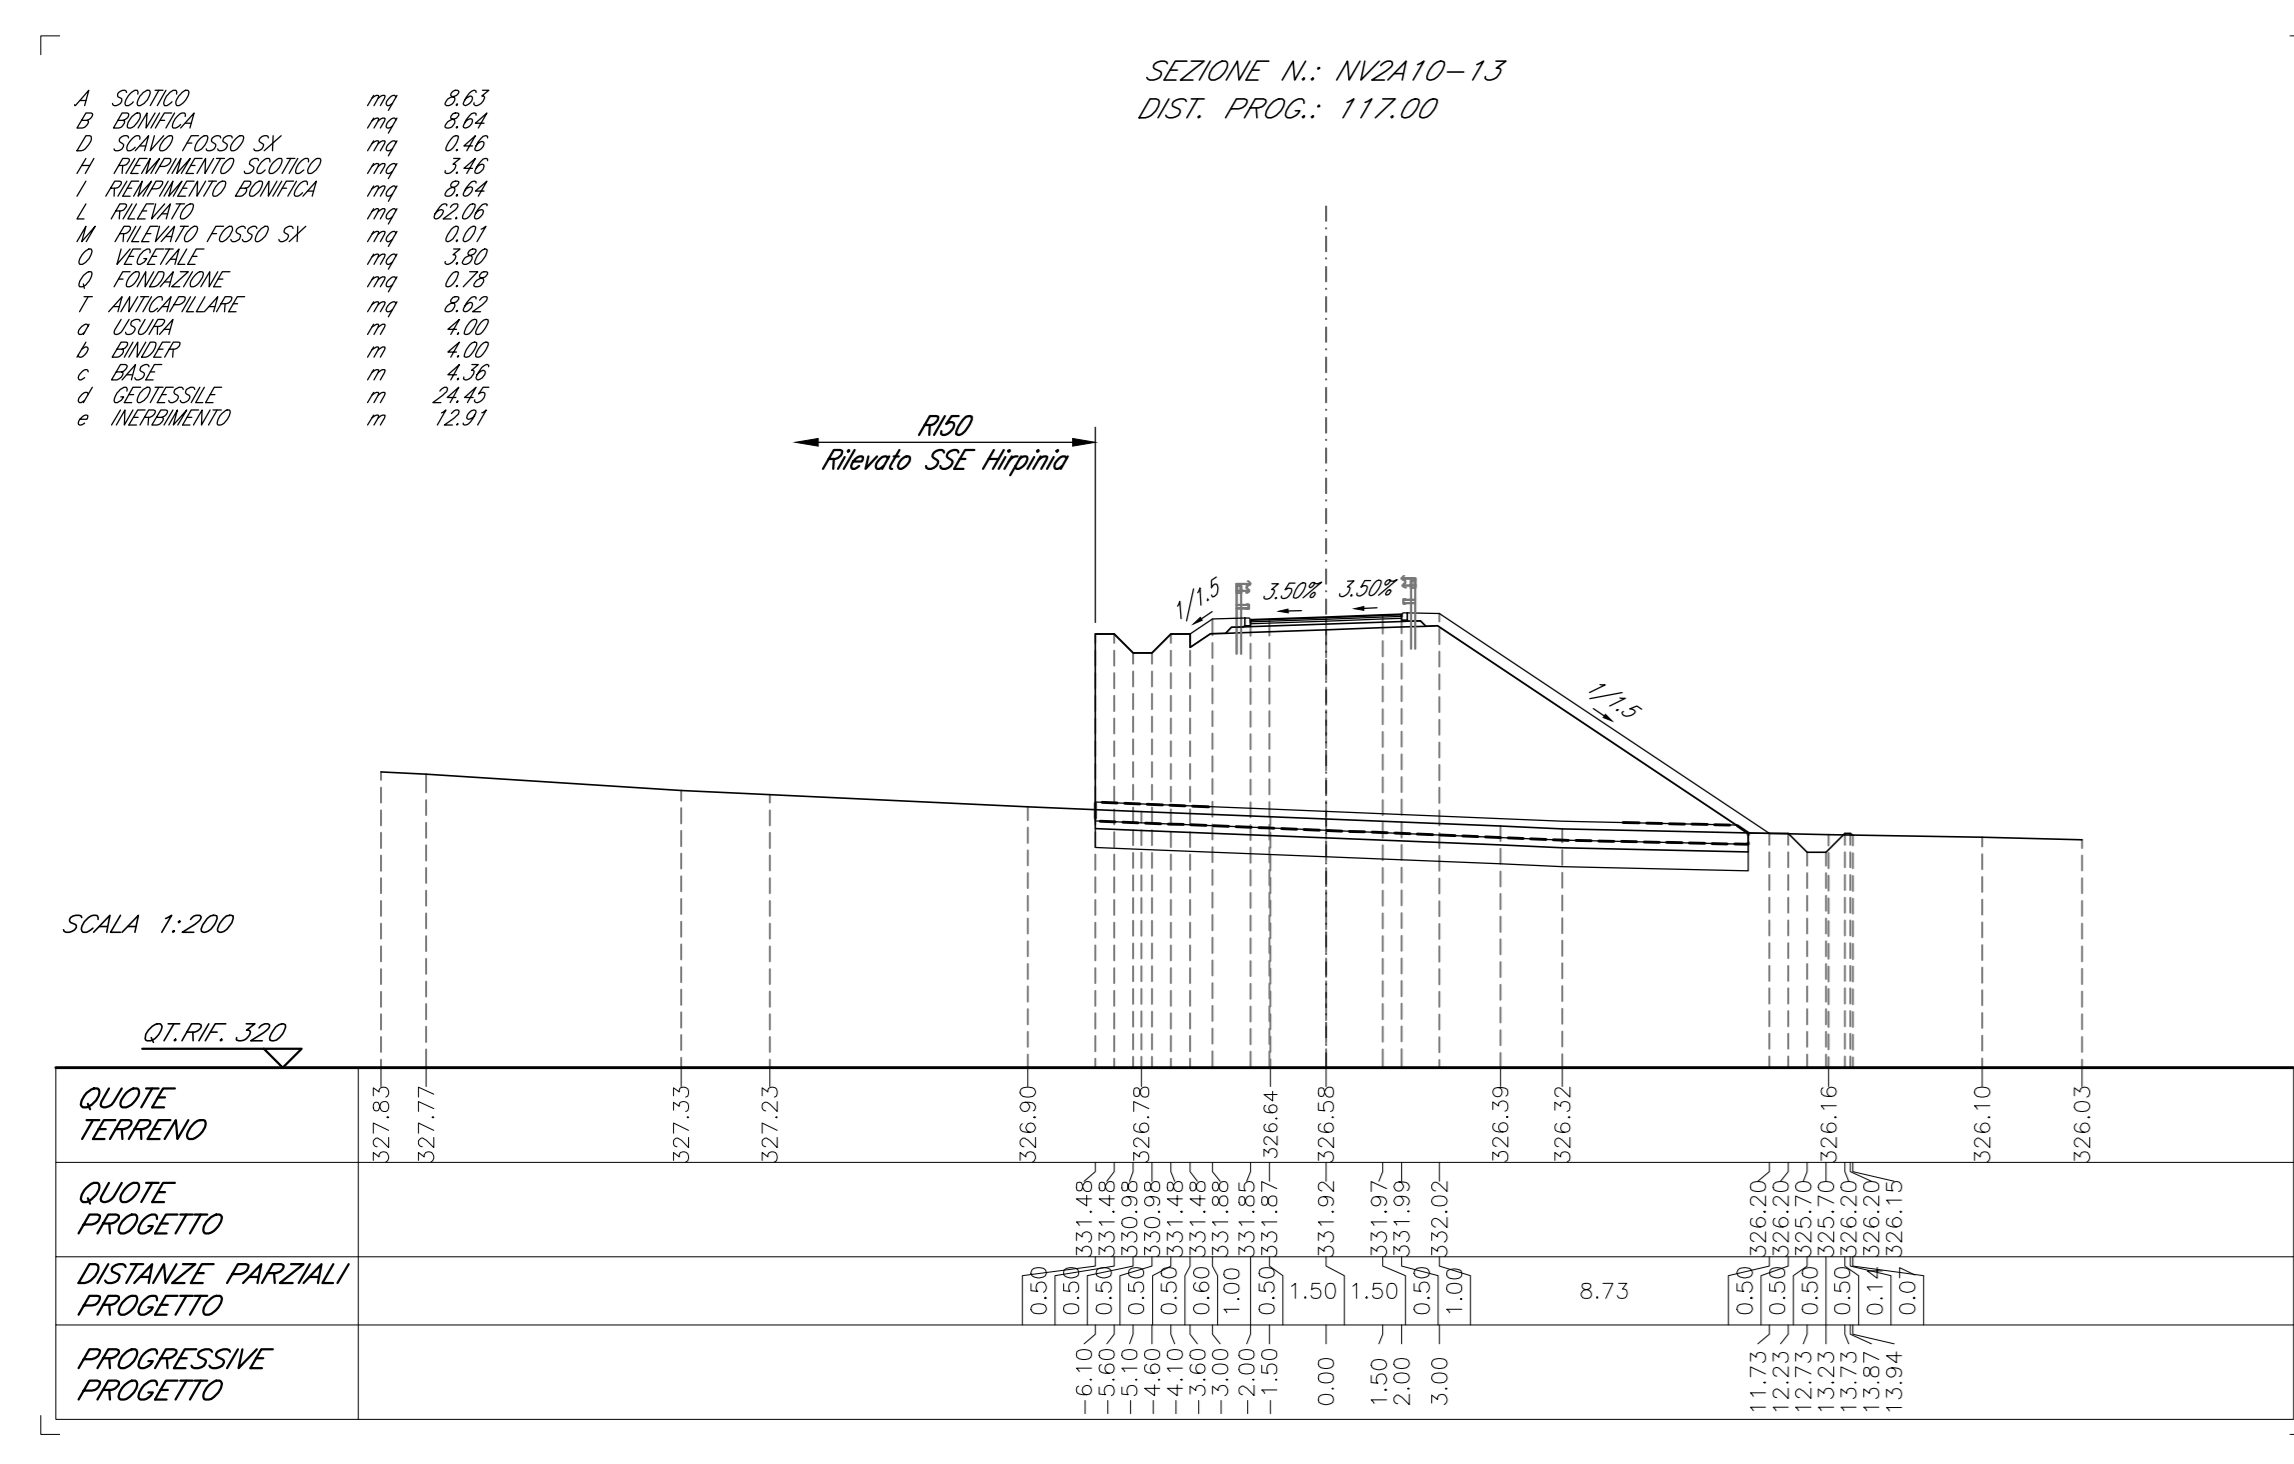 SEZIONE N.: NV2A10-13
DIST. PROG.: 117.00
A SCOTICO mq 8.63
B BONIFICA mq 8.64
D SCAVO FOSSO SX mq 0.46
H RIEMPIMENTO SCOTICO mq 3.46
I RIEMPIMENTO BONIFICA mq 8.64
L RILEVATO mq 62.06
M RILEVATO FOSSO SX mq 0.01
O VEGETALE mq 3.80
Q FONDAZIONE mq 0.78
T ANTICAPILLARE mq 8.62
a USURA m 4.00
b BINDER m 4.00
c BASE m 4.36
d GEOTESSILE m 24.45
e INERBIMENTO m 12.91
RI50
Rilevato SSE Hirpinia
1/1.5
3.50% 3.50%
1/1.5
SCALA 1:200
QT.RIF. 320
QUOTE
TERRENO
327.83 327.77 327.33 327.23 326.90 326.78 326.64 326.58 326.39 326.32 326.16 326.10 326.03
QUOTE
PROGETTO
331.48 331.48 330.98 330.98 331.48 331.48 331.88 331.85 331.87 331.92 331.97 331.99 332.02 326.20 326.20 325.70 325.70 326.20 326.20 326.15
DISTANZE PARZIALI
PROGETTO
0.50 0.50 0.50 0.50 0.50 0.60 1.00 0.50 1.50 1.50 0.50 1.00 8.73 0.50 0.50 0.50 0.50 0.14 0.07
PROGRESSIVE
PROGETTO
-6.10 -5.60 -5.10 -4.60 -4.10 -3.60 -3.00 -2.00 -1.50 0.00 1.50 2.00 3.00 11.73 12.23 12.73 13.23 13.73 13.87 13.94